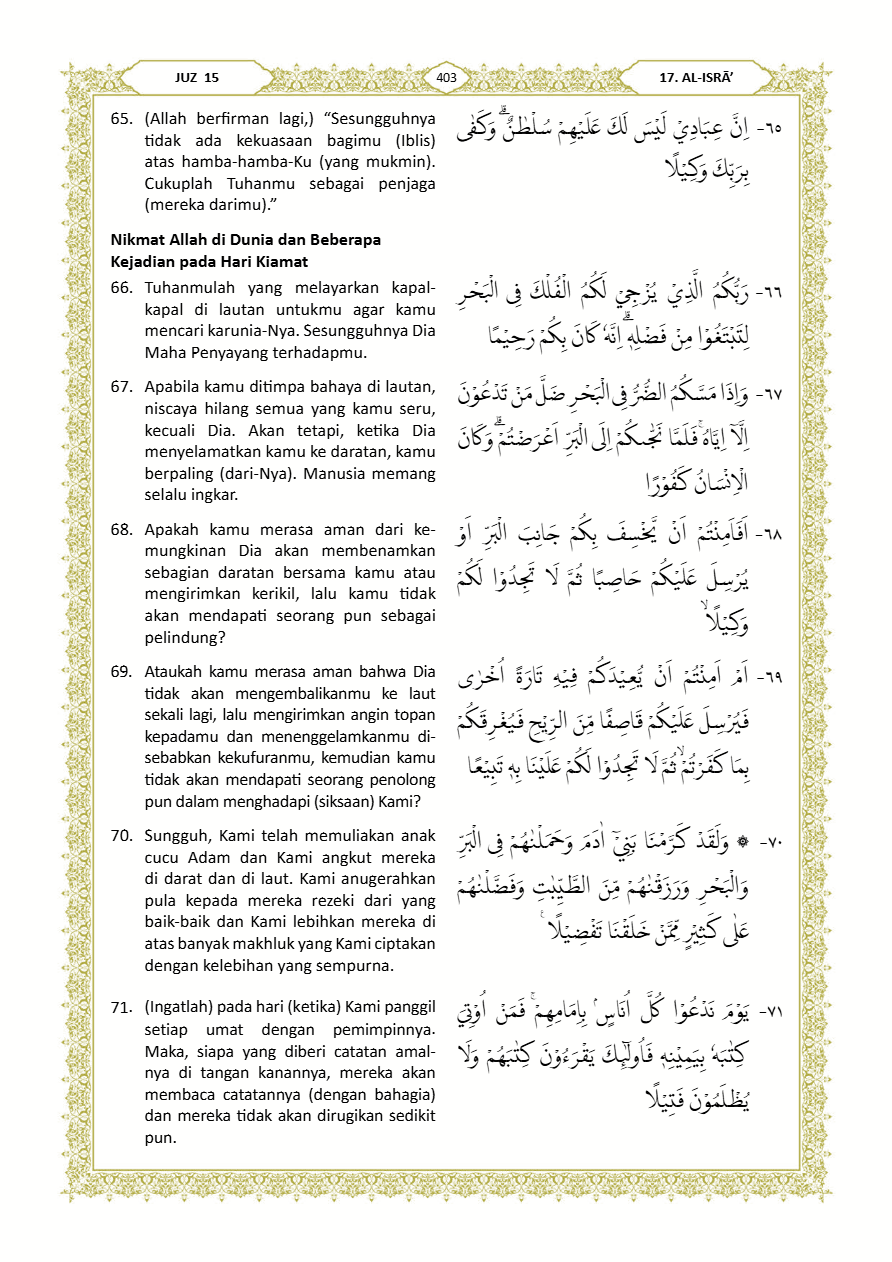 JUZ 15
403
17. AL-ISRĀ’
65. (Allah berfirman lagi,) “Sesungguhnya
tidak ada kekuasaan bagimu (Iblis)
atas hamba-hamba-Ku (yang mukmin).
Cukuplah Tuhanmu sebagai penjaga
(mereka darimu).”
٦٥- اِنَّ عِبَادِيْ لَيْسَ لَكَ عَلَيْهِمْ سُلْطٰنٌۗ وَكَفٰى
بِرَبِّكَ وَكِيْلًا
Nikmat Allah di Dunia dan Beberapa
Kejadian pada Hari Kiamat
66. Tuhanmulah yang melayarkan kapal-
kapal di lautan untukmu agar kamu
mencari karunia-Nya. Sesungguhnya Dia
Maha Penyayang terhadapmu.
٦٦- رَبُّكُمُ الَّذِيْ يُزْجِيْ لَكُمُ الْفُلْكَ فِى الْبَحْرِ
لِتَبْتَغُوْا مِنْ فَضْلِهٖۗ اِنَّهٗ كَانَ بِكُمْ رَحِيْمًا
67. Apabila kamu ditimpa bahaya di lautan,
niscaya hilang semua yang kamu seru,
kecuali Dia. Akan tetapi, ketika Dia
menyelamatkan kamu ke daratan, kamu
berpaling (dari-Nya). Manusia memang
selalu ingkar.
٦٧- وَاِذَا مَسَّكُمُ الضُّرُّ فِى الْبَحْرِ ضَلَّ مَنْ تَدْعُوْنَ
اِلَّآ اِيَّاهُۚ فَلَمَّا نَجّٰىكُمْ اِلَى الْبَرِّ اَعْرَضْتُمْۗ وَكَانَ
الْاِنْسَانُ كَفُوْرًا
68. Apakah kamu merasa aman dari ke-
mungkinan Dia akan membenamkan
sebagian daratan bersama kamu atau
mengirimkan kerikil, lalu kamu tidak
akan mendapati seorang pun sebagai
pelindung?
٦٨- اَفَاَمِنْتُمْ اَنْ يَّخْسِفَ بِكُمْ جَانِبَ الْبَرِّ اَوْ
يُرْسِلَ عَلَيْكُمْ حَاصِبًا ثُمَّ لَا تَجِدُوْا لَكُمْ
وَكِيْلًاۙ
69. Ataukah kamu merasa aman bahwa Dia
tidak akan mengembalikanmu ke laut
sekali lagi, lalu mengirimkan angin topan
kepadamu dan menenggelamkanmu di-
sebabkan kekufuranmu, kemudian kamu
tidak akan mendapati seorang penolong
pun dalam menghadapi (siksaan) Kami?
٦٩- اَمْ اَمِنْتُمْ اَنْ يُّعِيْدَكُمْ فِيْهِ تَارَةً اُخْرٰى
فَيُرْسِلَ عَلَيْكُمْ قَاصِفًا مِّنَ الرِّيْحِ فَيُغْرِقَكُمْ
بِمَا كَفَرْتُمْۙ ثُمَّ لَا تَجِدُوْا لَكُمْ عَلَيْنَا بِهٖ تَبِيْعًا
70. Sungguh, Kami telah memuliakan anak
cucu Adam dan Kami angkut mereka
di darat dan di laut. Kami anugerahkan
pula kepada mereka rezeki dari yang
baik-baik dan Kami lebihkan mereka di
atas banyak makhluk yang Kami ciptakan
dengan kelebihan yang sempurna.
٧٠- ۞ وَلَقَدْ كَرَّمْنَا بَنِيْٓ اٰدَمَ وَحَمَلْنٰهُمْ فِى الْبَرِّ
وَالْبَحْرِ وَرَزَقْنٰهُمْ مِّنَ الطَّيِّبٰتِ وَفَضَّلْنٰهُمْ
عَلٰى كَثِيْرٍ مِّمَّنْ خَلَقْنَا تَفْضِيْلًاۚ
71. (Ingatlah) pada hari (ketika) Kami panggil
setiap umat dengan pemimpinnya.
Maka, siapa yang diberi catatan amal-
nya di tangan kanannya, mereka akan
membaca catatannya (dengan bahagia)
dan mereka tidak akan dirugikan sedikit
pun.
٧١- يَوْمَ نَدْعُوْا كُلَّ اُنَاسٍۢ بِاِمَامِهِمْۚ فَمَنْ اُوْتِيَ
كِتٰبَهٗ بِيَمِيْنِهٖ فَاُولٰۤىِٕكَ يَقْرَءُوْنَ كِتٰبَهُمْ وَلَا
يُظْلَمُوْنَ فَتِيْلًا